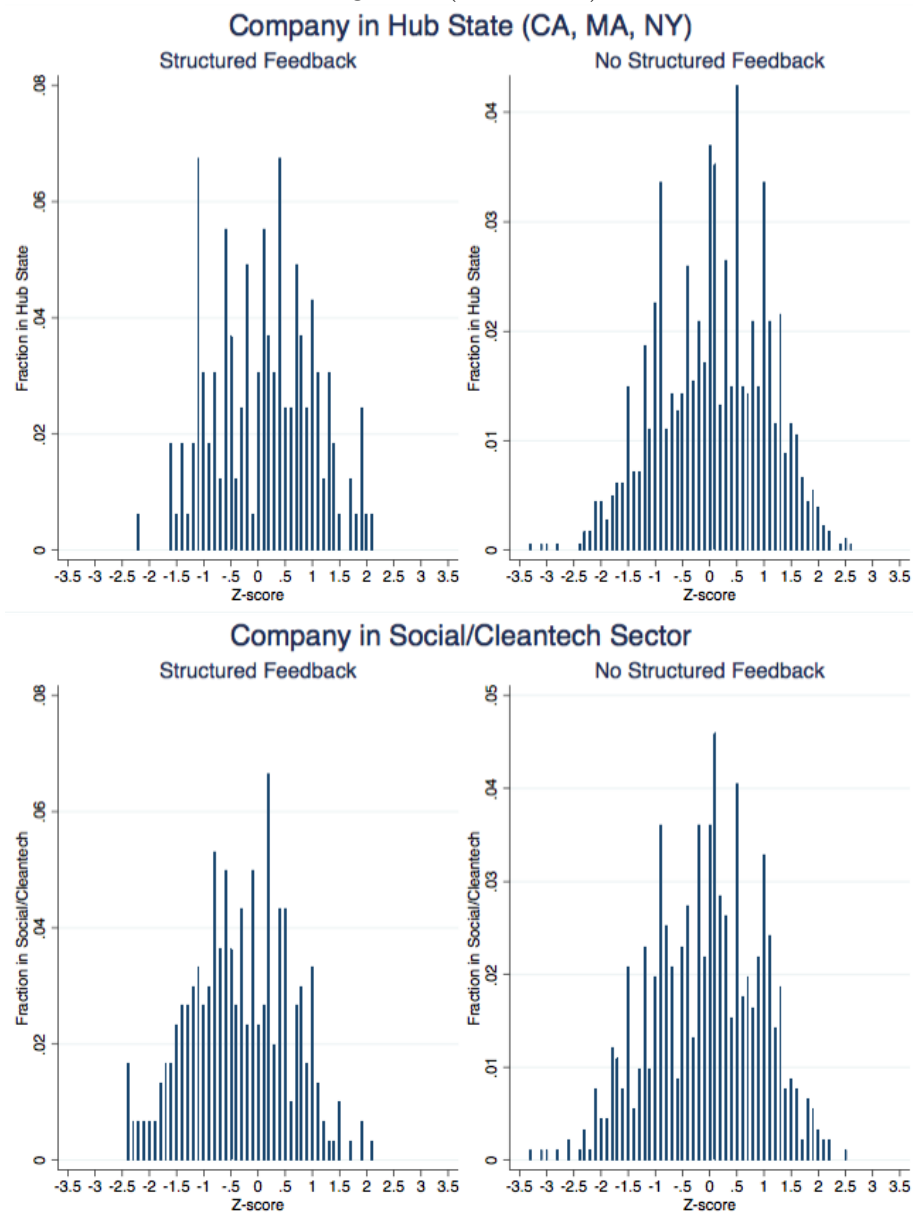 Company in Hub State (CA, MA, NY)
Structured Feedback
No Structured Feedback
Fraction in Hub State
0 .02 .04 .06 .08
-3.5 -3 -2.5 -2 -1.5 -1 -.5 0 .5 1 1.5 2 2.5 3 3.5
Z-score
Fraction in Hub State
0 .01 .02 .03 .04
-3.5 -3 -2.5 -2 -1.5 -1 -.5 0 .5 1 1.5 2 2.5 3 3.5
Z-score
Company in Social/Cleantech Sector
Structured Feedback
No Structured Feedback
Fraction in Social/Cleantech
0 .02 .04 .06 .08
-3.5 -3 -2.5 -2 -1.5 -1 -.5 0 .5 1 1.5 2 2.5 3 3.5
Z-score
Fraction in Social/Cleantech
0 .01 .02 .03 .04 .05
-3.5 -3 -2.5 -2 -1.5 -1 -.5 0 .5 1 1.5 2 2.5 3 3.5
Z-score